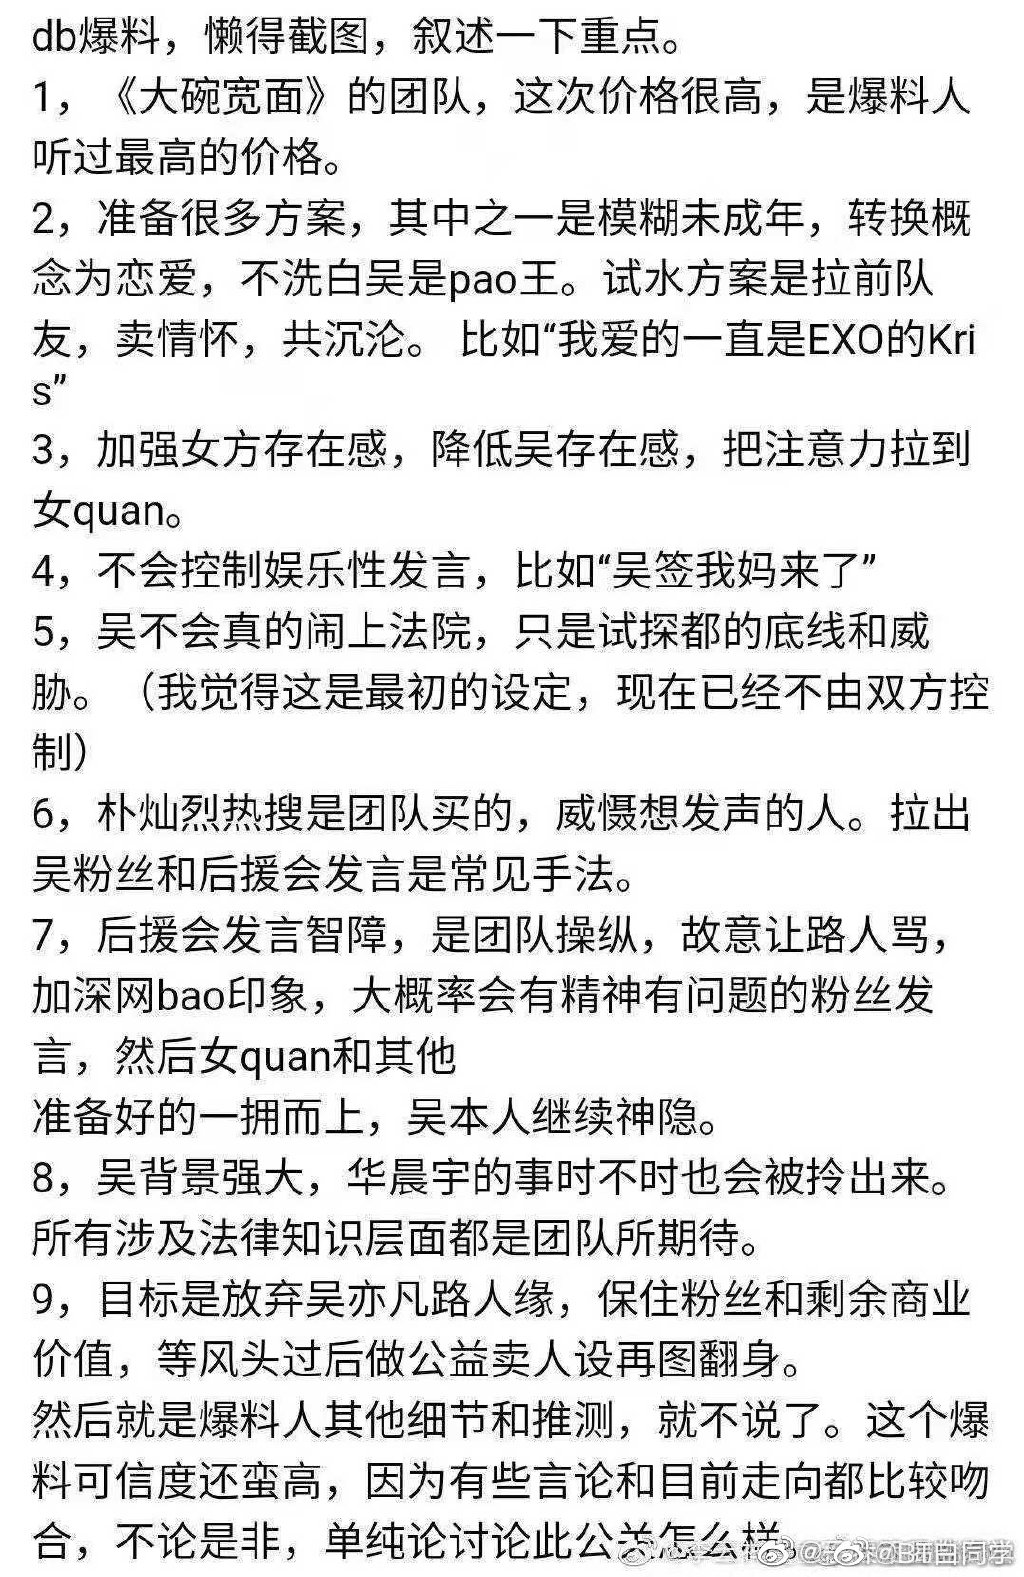 db爆料，懒得截图，叙述一下重点。
1，《大碗宽面》的团队，这次价格很高，是爆料人
听过最高的价格。
2，准备很多方案，其中之一是模糊未成年，转换概
念为恋爱，不洗白吴是pao王。试水方案是拉前队
友，卖情怀，共沉沦。 比如“我爱的一直是EXO的Kri
s”
3，加强女方存在感，降低吴存在感，把注意力拉到
女quan。
4，不会控制娱乐性发言，比如“吴签我妈来了”
5，吴不会真的闹上法院，只是试探都的底线和威
胁。（我觉得这是最初的设定，现在已经不由双方控
制）
6，朴灿烈热搜是团队买的，威慑想发声的人。拉出
吴粉丝和后援会发言是常见手法。
7，后援会发言智障，是团队操纵，故意让路人骂，
加深网bao印象，大概率会有精神有问题的粉丝发
言，然后女quan和其他
准备好的一拥而上，吴本人继续神隐。
8，吴背景强大，华晨宇的事时不时也会被拎出来。
所有涉及法律知识层面都是团队所期待。
9，目标是放弃吴亦凡路人缘，保住粉丝和剩余商业
价值，等风头过后做公益卖人设再图翻身。
然后就是爆料人其他细节和推测，就不说了。这个爆
料可信度还蛮高，因为有些言论和目前走向都比较吻
合，不论是非，单纯论讨论此公关怎么样。